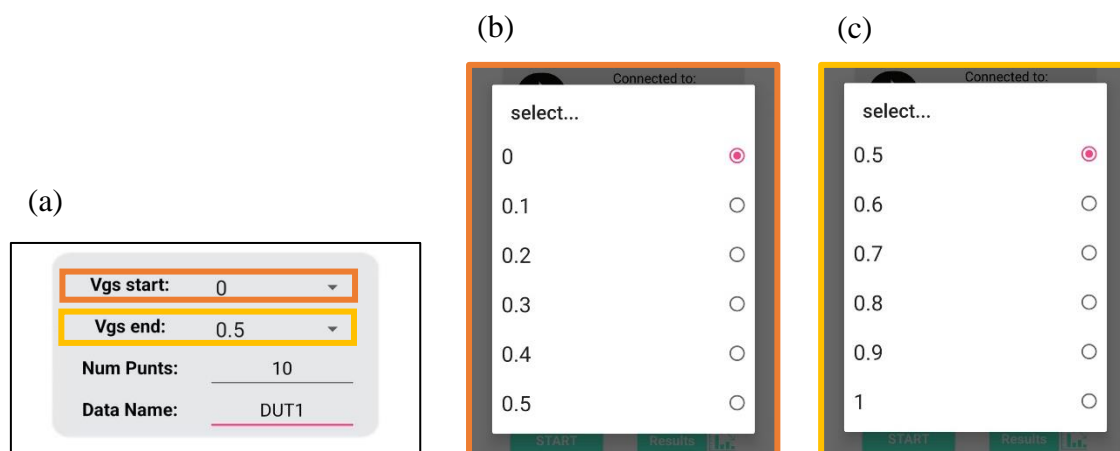 (a)
Vgs start: 0
Vgs end: 0.5
Num Punts: 10
Data Name: DUT1
(b)
Connected to:
select...
0
0.1
0.2
0.3
0.4
0.5
START Results
(c)
Connected to:
select...
0.5
0.6
0.7
0.8
0.9
1
START Results